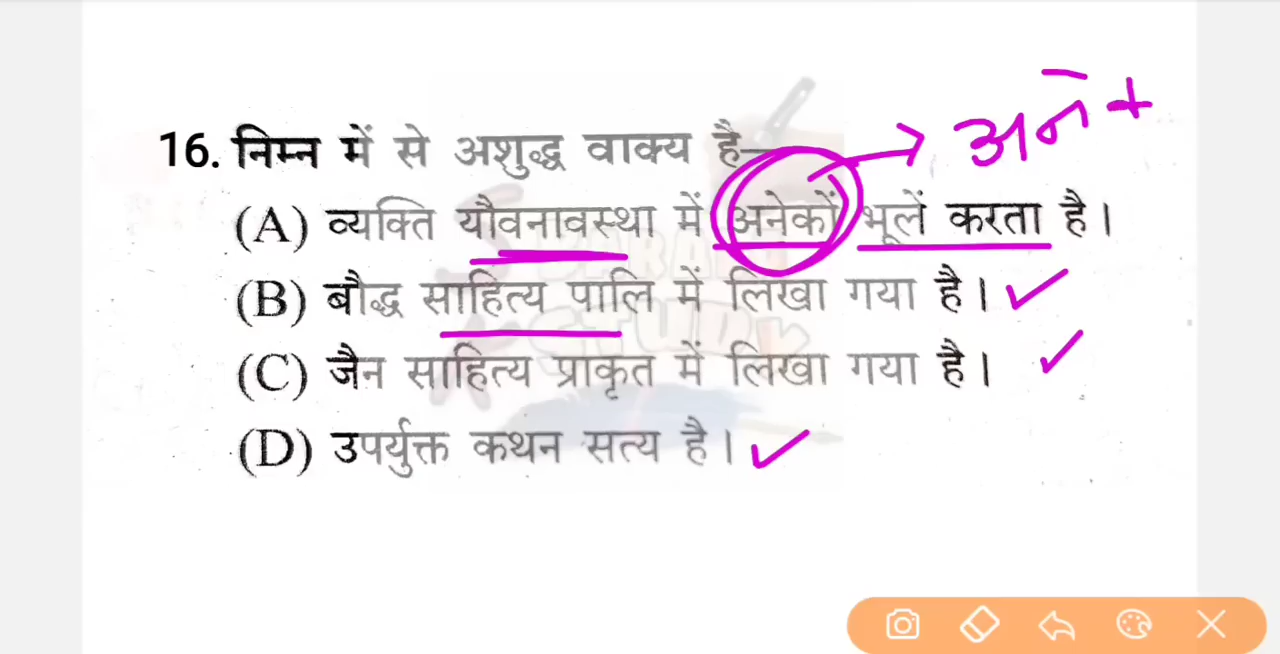 16. निम्न में से अशुद्ध वाक्य है–
अने +
(A) व्यक्ति यौवनावस्था में अनेकों भूलें करता है।
(B) बौद्ध साहित्य पालि में लिखा गया है।
(C) जैन साहित्य प्राकृत में लिखा गया है।
(D) उपर्युक्त कथन सत्य है।